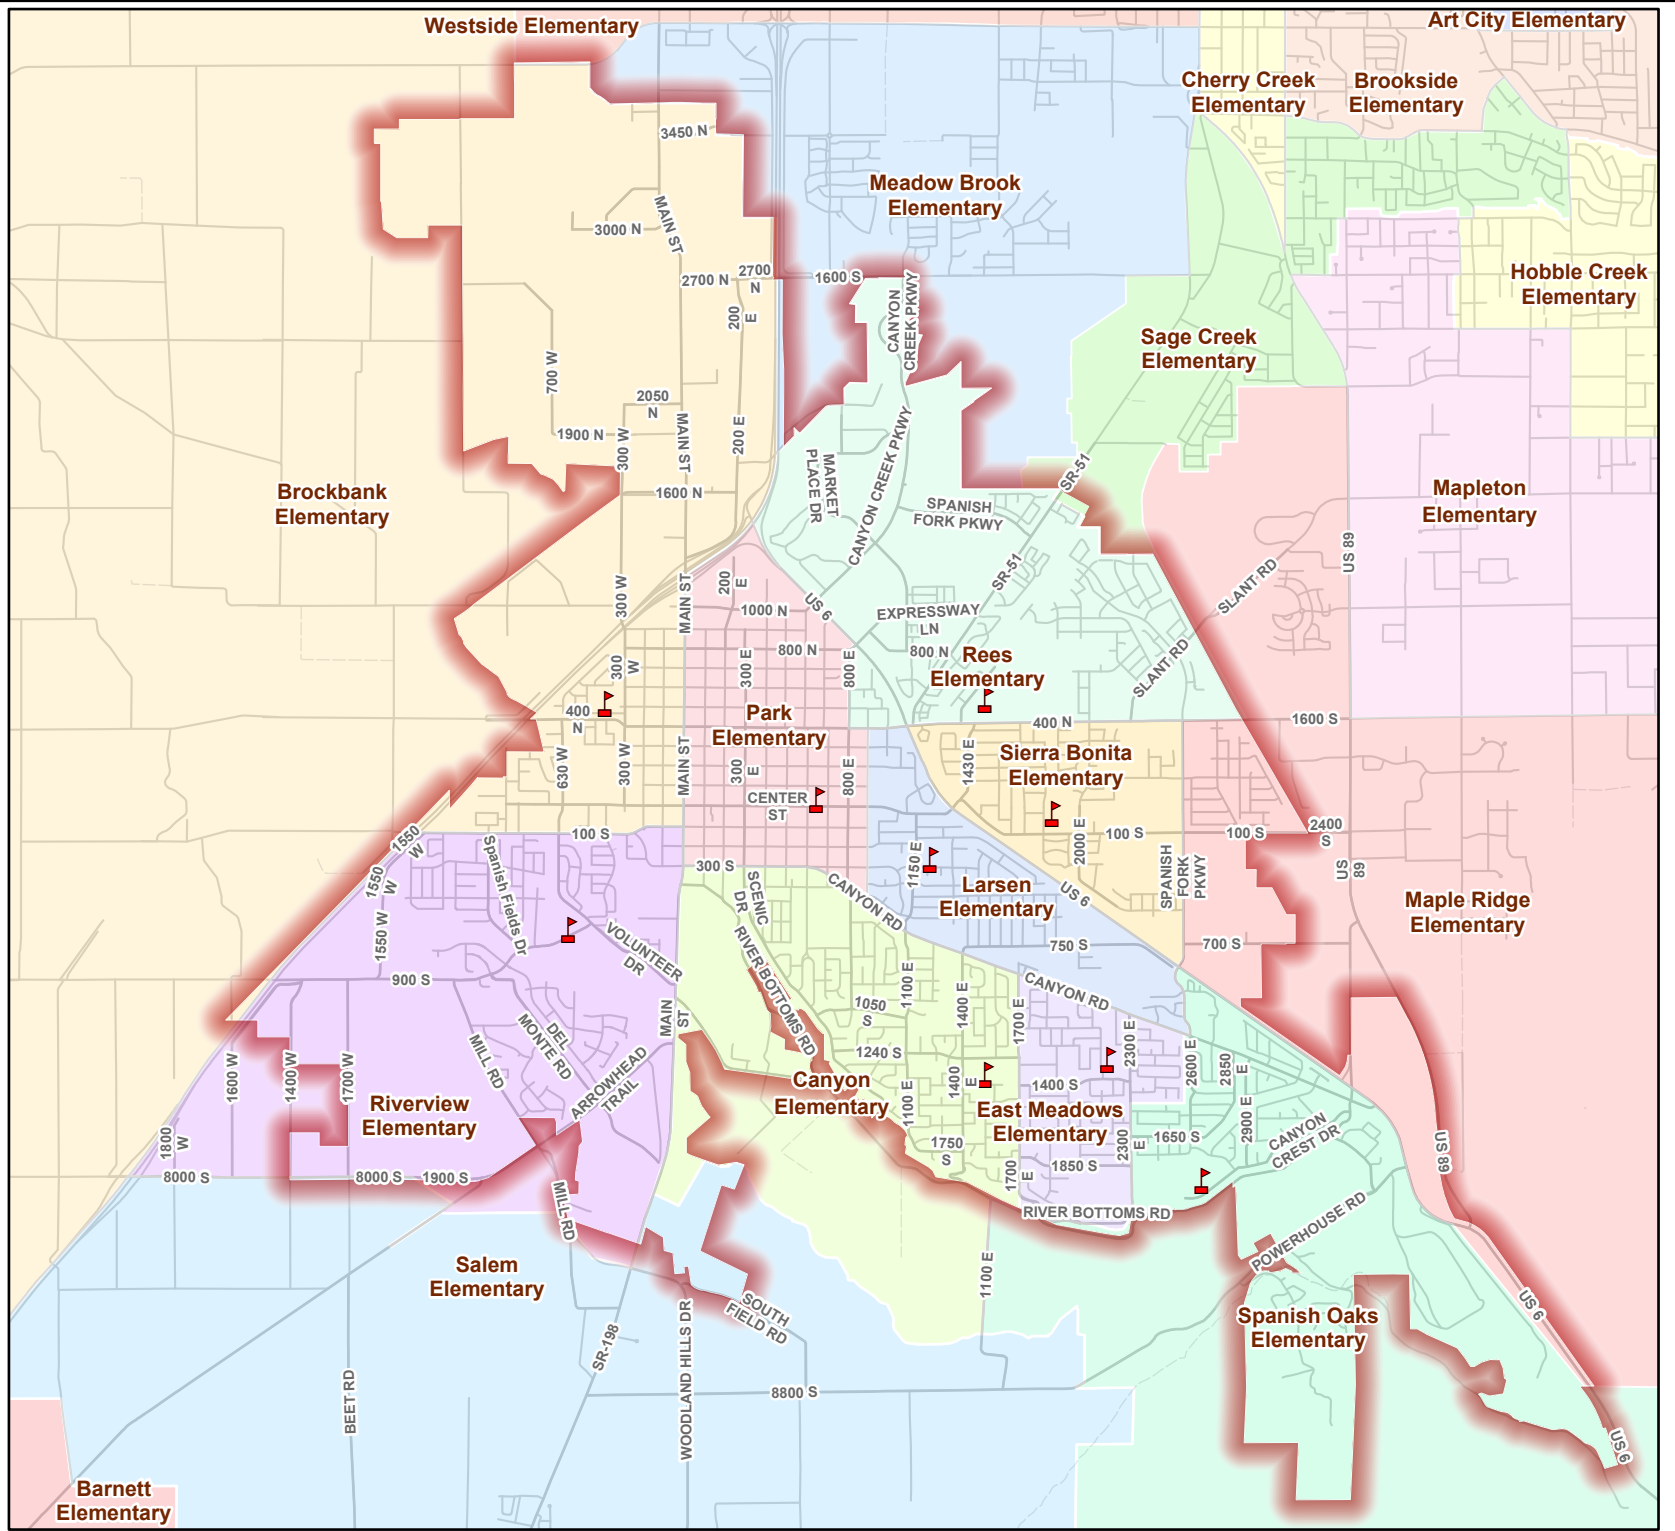 Westside Elementary
Art City Elementary
Cherry Creek
Elementary
Brookside
Elementary
3450 N
Meadow Brook
Elementary
MAIN ST
3000 N
2700 N
2700
N
1600 S
CANYON
CREEK PKWY
Hobble Creek
Elementary
200
E
Sage Creek
Elementary
700 W
2050
N
1900 N
300 W
MAIN ST
200 E
MARKET
PLACE DR
CANYON CREEK PKWY
SR-51
Brockbank
Elementary
1600 N
SPANISH
FORK PKWY
Mapleton
Elementary
US 89
SR-51
SLANT RD
300 W
MAIN ST
200
E
1000 N
US 6
EXPRESSWAY
LN
800 N
800 N
300
W
300 E
800 E
Rees
Elementary
SLANT RD
400
N
Park
Elementary
400 N
1600 S
630 W
300 W
MAIN ST
300
E
800 E
1430 E
Sierra Bonita
Elementary
CENTER
ST
1550
W
100 S
2000 E
100 S
100 S
2400
S
Spanish Fields Dr
300 S
1150 E
SPANISH
FORK
PKWY
US
89
1550
W
SCENIC
DR
CANYON RD
Larsen
Elementary
US 6
Maple Ridge
Elementary
1550 W
VOLUNTEER
DR
RIVER BOTTOMS RD
750 S
700 S
900 S
1100 E
1400 E
CANYON RD
MAIN
ST
1050
S
1700 E
DEL
MONTE RD
MILL RD
1240 S
2300 E
2600 E
2850
E
1600 W
1400 W
1700 W
ARROWHEAD
TRAIL
Canyon
Elementary
1400
E
1400 S
Riverview
Elementary
1100 E
East Meadows
Elementary
2900 E
CANYON
CREST DR
1800
W
1750
S
2300
E
1650 S
US 89
8000 S
8000 S
1900 S
1700
E
1850 S
MILL RD
RIVER BOTTOMS RD
POWERHOUSE RD
Salem
Elementary
1100 E
SOUTH
FIELD RD
Spanish Oaks
Elementary
US 6
SR-198
WOODLAND HILLS DR
BEET RD
8800 S
US 6
Barnett
Elementary